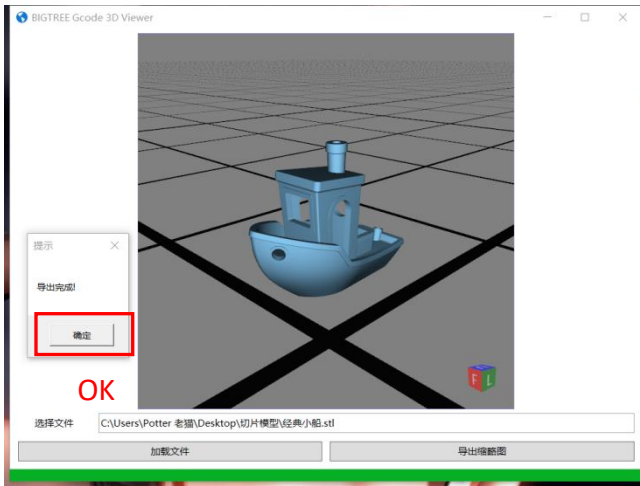 BIGTREE Gcode 3D Viewer
提示
导出完成!
确定
OK
F L
选择文件 C:\Users\Potter 老猫\Desktop\切片模型\经典小船.stl
加载文件 导出缩略图